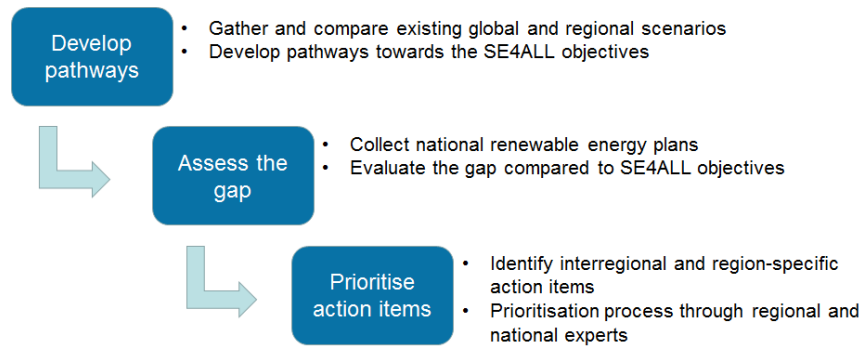 Develop
pathways
• Gather and compare existing global and regional scenarios
• Develop pathways towards the SE4ALL objectives
Assess the
gap
• Collect national renewable energy plans
• Evaluate the gap compared to SE4ALL objectives
Prioritise
action items
• Identify interregional and region-specific
action items
• Prioritisation process through regional and
national experts